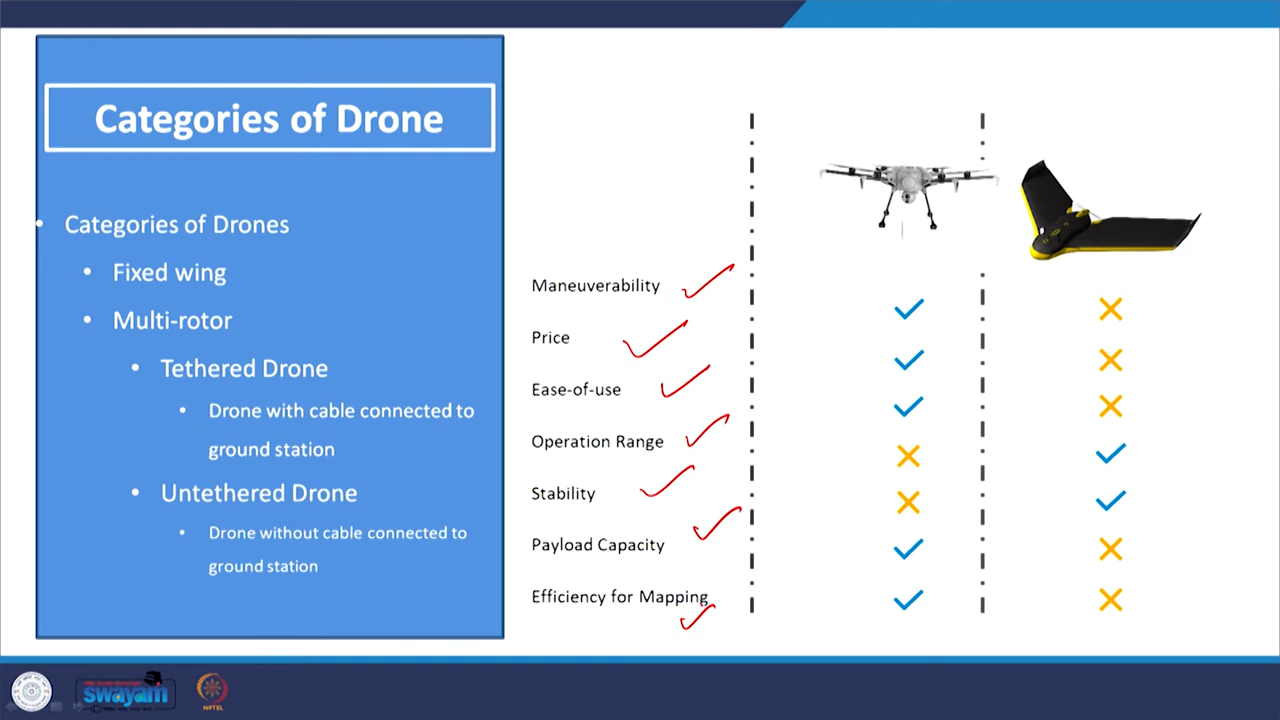 Categories of Drone
• Categories of Drones
• Fixed wing
• Multi-rotor
• Tethered Drone
• Drone with cable connected to
ground station
• Untethered Drone
• Drone without cable connected to
ground station
Maneuverability
Price
Ease-of-use
Operation Range
Stability
Payload Capacity
Efficiency for Mapping
swayam
NPTEL